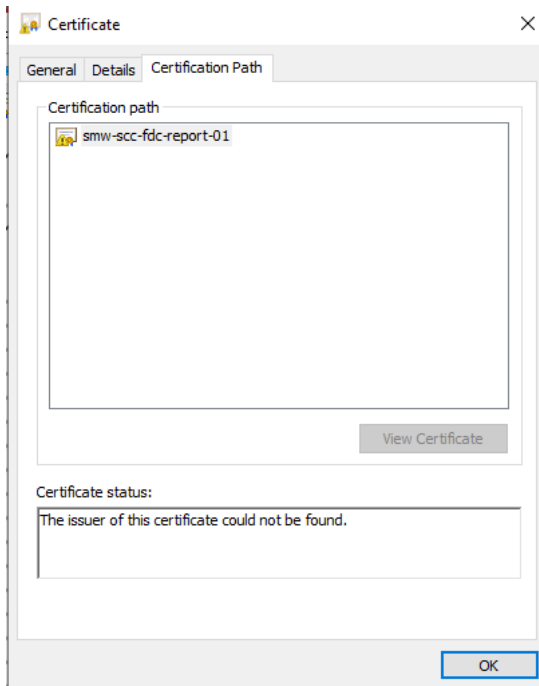 Certificate
General Details Certification Path
Certification path
smw-scc-fdc-report-01
View Certificate
Certificate status:
The issuer of this certificate could not be found.
OK